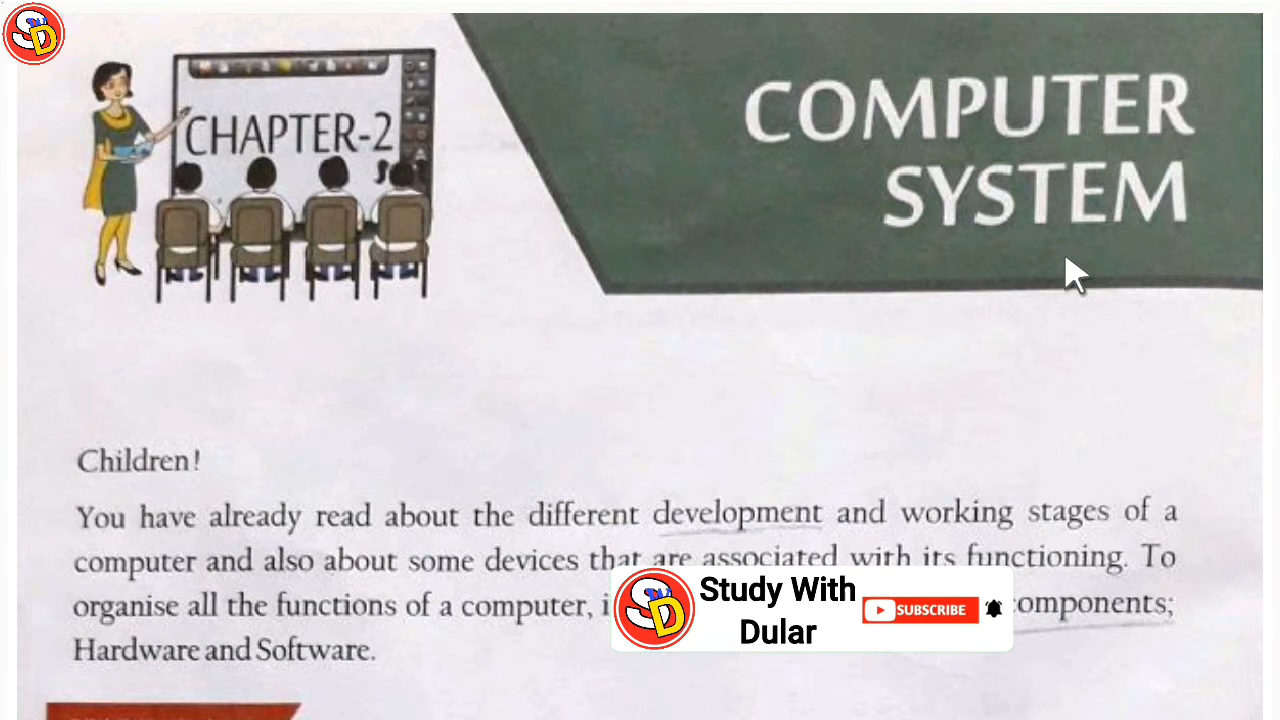 SD
CHAPTER-2
COMPUTER
SYSTEM
Children!
You have already read about the different development and working stages of a
computer and also about some devices that are associated with its functioning. To
organise all the functions of a computer, components;
Hardware and Software.
SD
Study With
Dular
SUBSCRIBE